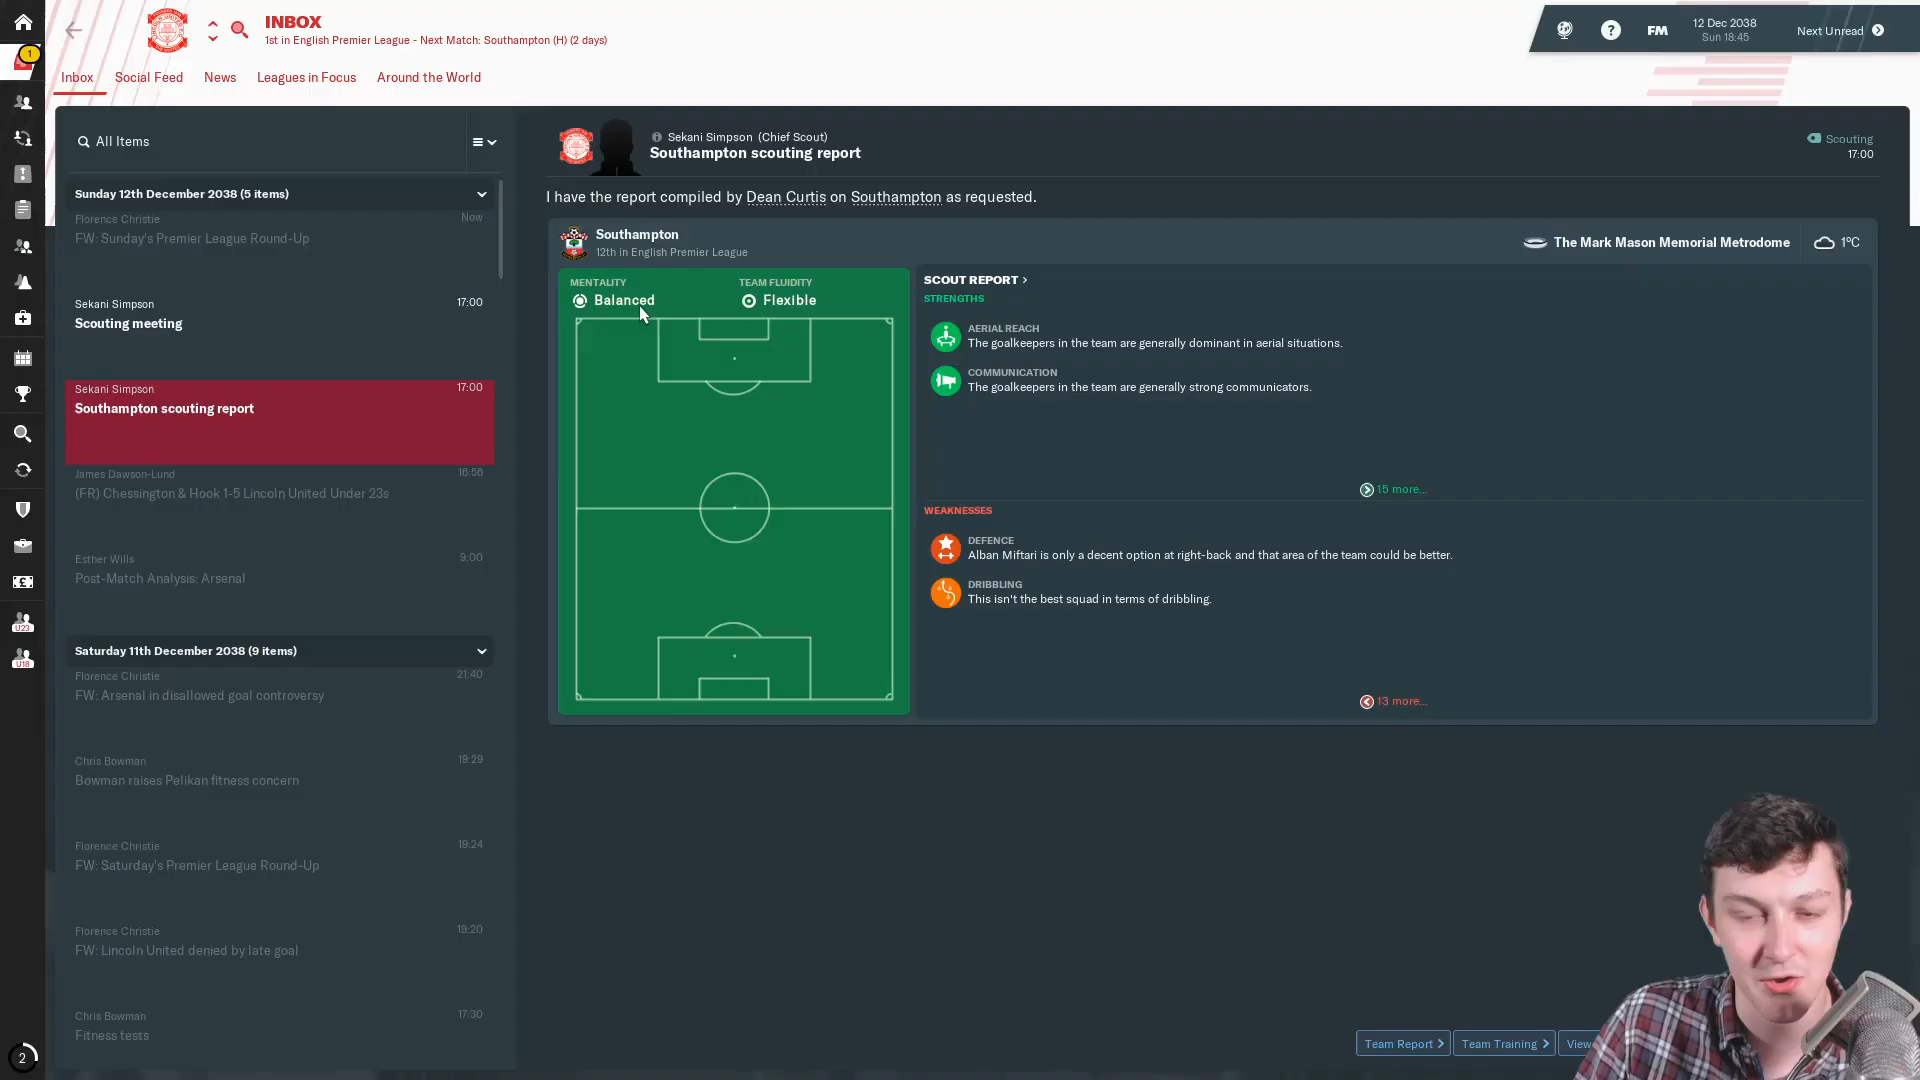 INBOX
1st in English Premier League - Next Match: Southampton (H) (2 days)
FM
12 Dec 2038
Sun 18:45
Next Unread
1
Inbox
Social Feed
News
Leagues in Focus
Around the World
All Items
Sunday 12th December 2038 (5 items)
Florence Christie
Now
FW: Sunday's Premier League Round-Up
Sekani Simpson
17:00
Scouting meeting
Sekani Simpson
17:00
Southampton scouting report
James Dawson-Lund
16:56
(FR) Chessington & Hook 1-5 Lincoln United Under 23s
Esther Wills
9:00
Post-Match Analysis: Arsenal
Saturday 11th December 2038 (9 items)
Florence Christie
21:40
FW: Arsenal in disallowed goal controversy
Chris Bowman
19:29
Bowman raises Pelikan fitness concern
Florence Christie
19:24
FW: Saturday's Premier League Round-Up
Florence Christie
19:20
FW: Lincoln United denied by late goal
Chris Bowman
17:30
Fitness tests
U23
U18
2
Sekani Simpson (Chief Scout)
Southampton scouting report
Scouting
17:00
I have the report compiled by Dean Curtis on Southampton as requested.
Southampton
12th in English Premier League
The Mark Mason Memorial Metrodome
1°C
MENTALITY
Balanced
TEAM FLUIDITY
Flexible
SCOUT REPORT >
STRENGTHS
AERIAL REACH
The goalkeepers in the team are generally dominant in aerial situations.
COMMUNICATION
The goalkeepers in the team are generally strong communicators.
15 more...
WEAKNESSES
DEFENCE
Alban Miftari is only a decent option at right-back and that area of the team could be better.
DRIBBLING
This isn't the best squad in terms of dribbling.
13 more...
Team Report >
Team Training >
View